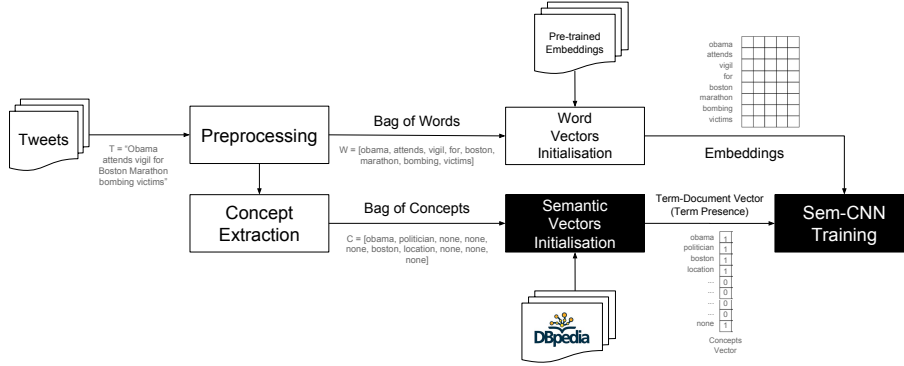 Pre-trained
Embeddings
obama
attends
vigil
for
boston
marathon
bombing
victims
Tweets
T = "Obama
attends vigil for
Boston Marathon
bombing victims"
Preprocessing
Bag of Words
W = [obama, attends, vigil, for, boston,
marathon, bombing, victims]
Word
Vectors
Initialisation
Embeddings
Concept
Extraction
Bag of Concepts
C = [obama, politician, none, none,
none, boston, location, none, none,
none]
Semantic
Vectors
Initialisation
Term-Document Vector
(Term Presence)
Sem-CNN
Training
obama 1
politician 1
boston 1
location 1
... 0
... 0
... 0
... 0
none 1
Concepts
Vector
DBpedia